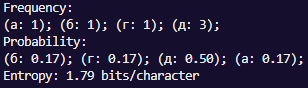 Frequency:
(а: 1); (б: 1); (г: 1); (д: 3);
Probability:
(б: 0.17); (г: 0.17); (д: 0.50); (а: 0.17);
Entropy: 1.79 bits/character